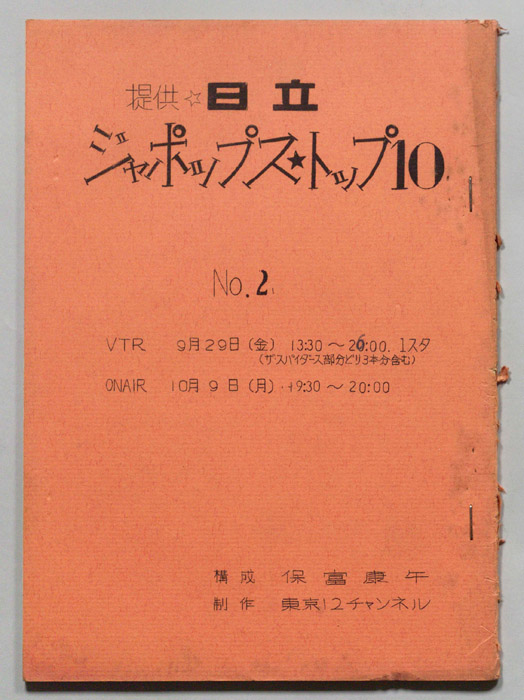 提供☆日立
ジャポップス★トップ10
No.2
VTR 9月29日(金) 13:30〜20:00. 1スタ
(ザ・スパイダース部分どり3本分含む)
ONAIR 10月9日(月) 19:30〜20:00
構成 保富康午
制作 東京12チャンネル